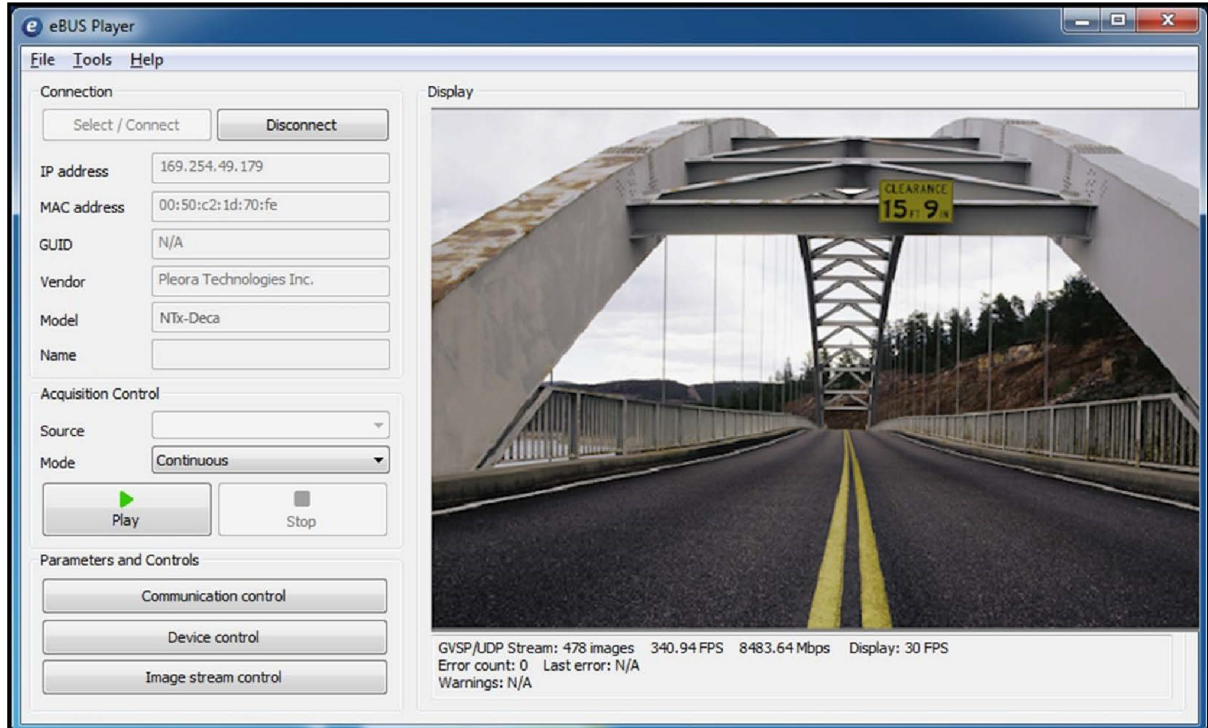 eBUS Player
File Tools Help
Connection
Select / Connect Disconnect
IP address 169.254.49.179
MAC address 00:50:c2:1d:70:fe
GUID N/A
Vendor Pleora Technologies Inc.
Model NTx-Deca
Name
Acquisition Control
Source
Mode Continuous
Play Stop
Parameters and Controls
Communication control
Device control
Image stream control
Display
CLEARANCE
15 FT 9 IN
GVSP/UDP Stream: 478 images 340.94 FPS 8483.64 Mbps Display: 30 FPS
Error count: 0 Last error: N/A
Warnings: N/A